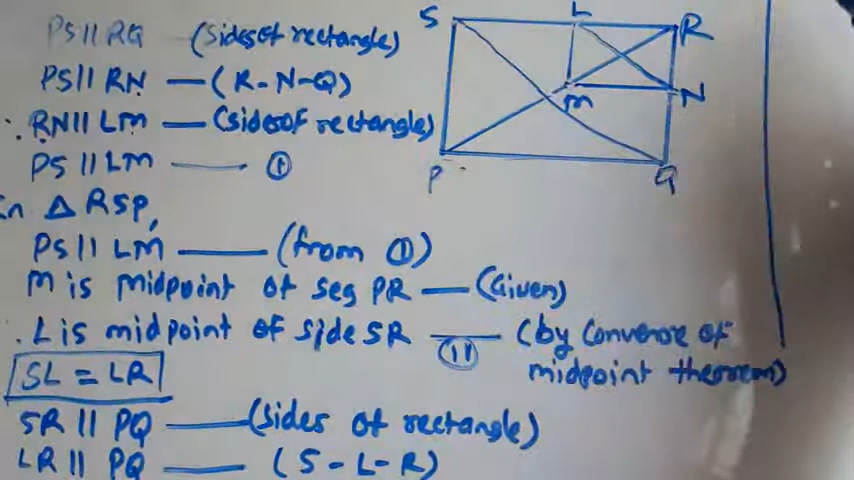 PS || RQ (sides of rectangle)
PS || RN — (R-N-Q)
∴ RN || LM — (sides of rectangle)
PS || LM — ①
In Δ RSP,
PS || LM — (from ①)
M is midpoint of seg PR — (Given)
∴ L is midpoint of side SR — (II) (by Converse of
midpoint theorem)
SL = LR
SR || PQ — (sides of rectangle)
LR || PQ — (S-L-R)
S L R
M N
P Q